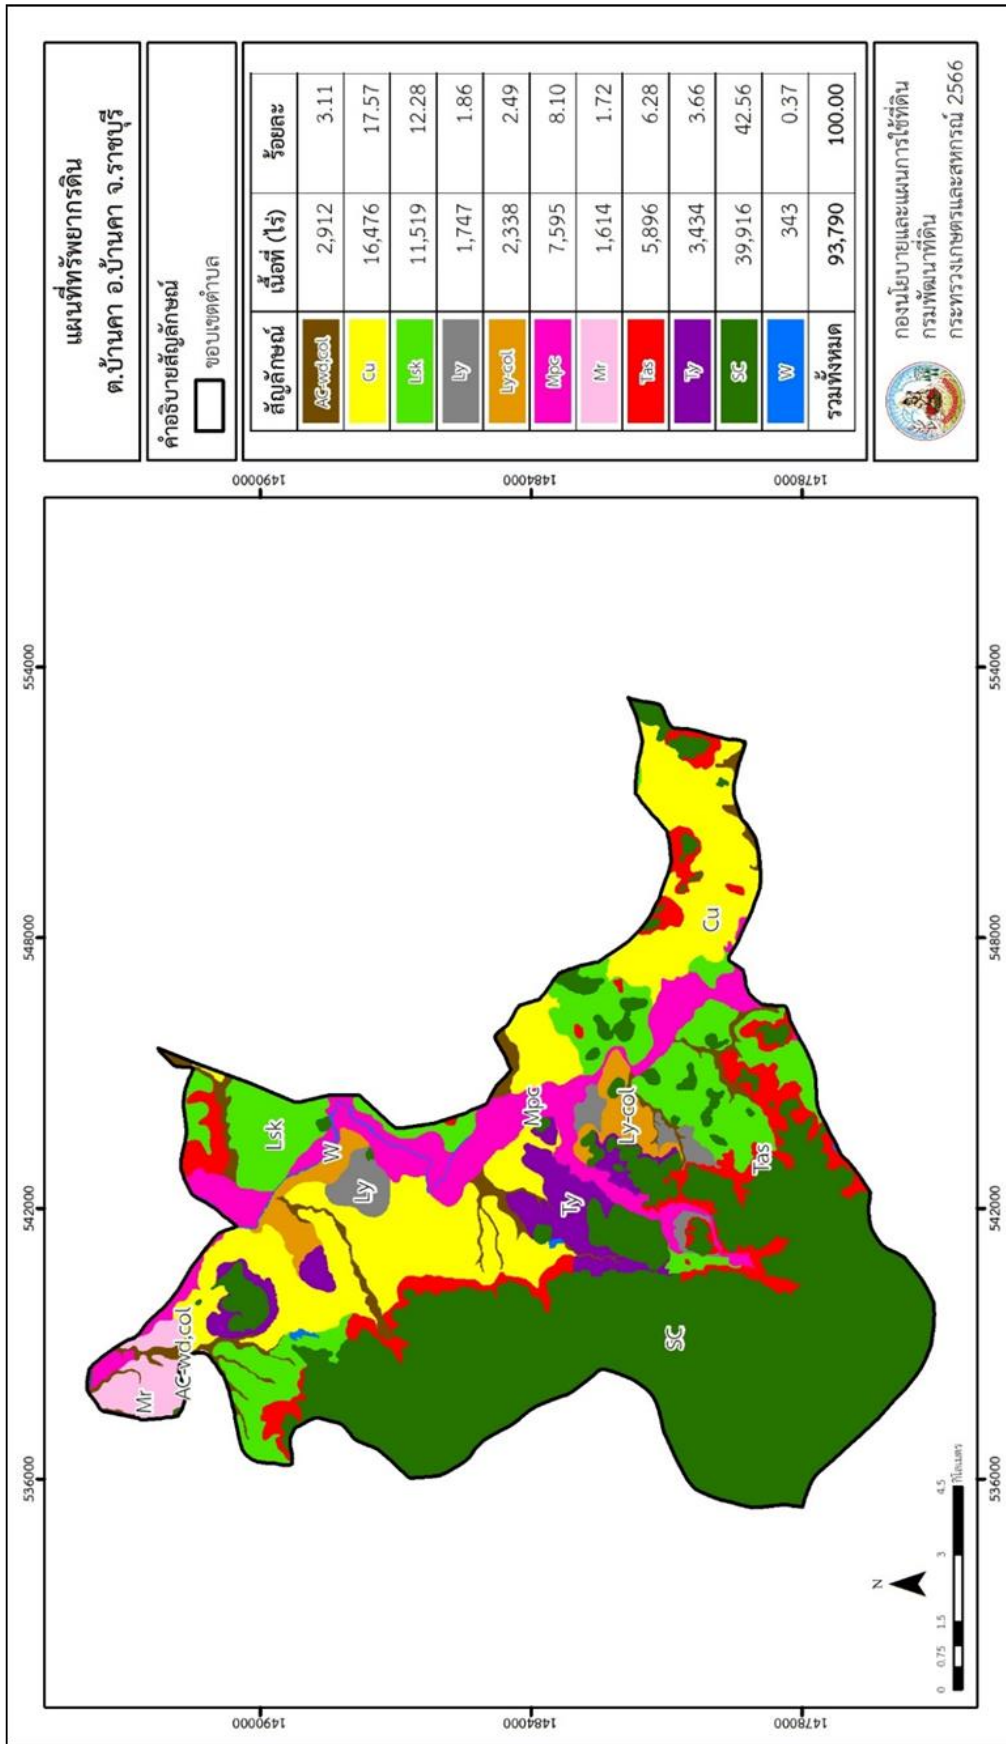 แผนที่ทรัพยากรดิน
ต.บ้านคา อ.บ้านคา จ.ราชบุรี
คำอธิบายสัญลักษณ์
ขอบเขตตำบล
สัญลักษณ์ เนื้อที่ (ไร่) ร้อยละ
AC-wd,col 2,912 3.11
Cu 16,476 17.57
Lsk 11,519 12.28
Ly 1,747 1.86
Ly-col 2,338 2.49
Mpc 7,595 8.10
Mr 1,614 1.72
Tas 5,896 6.28
Ty 3,434 3.66
SC 39,916 42.56
W 343 0.37
รวมทั้งหมด 93,790 100.00
กองนโยบายและแผนการใช้ที่ดิน
กรมพัฒนาที่ดิน
กระทรวงเกษตรและสหกรณ์ 2566
536000 542000 548000 554000
1490000 1490000
1484000 1484000
1478000 1478000
536000 542000 548000 554000
Mr
AC-wd,col
Lsk
W
Ly
Mpc
Ty
Ly-col
Cu
Tas
SC
N
0 0.75 1.5 3 4.5
กิโลเมตร